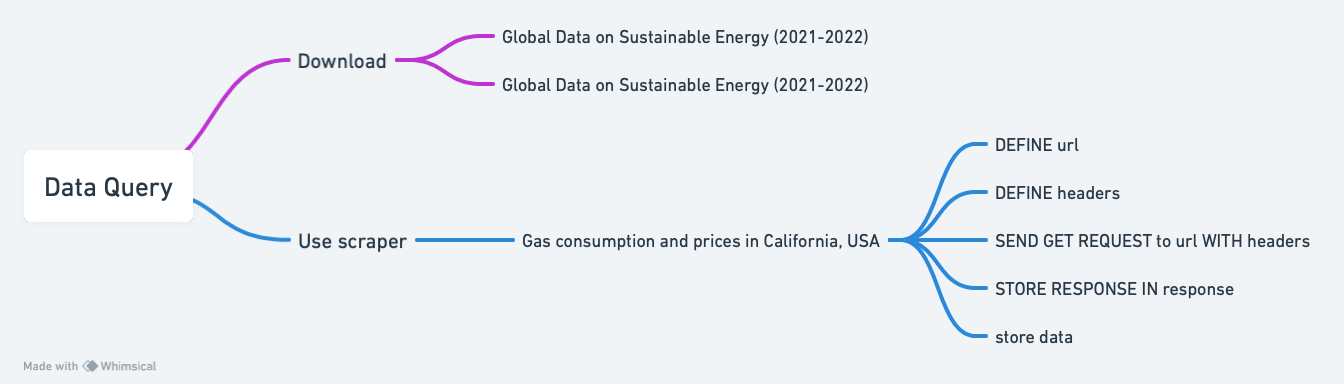 Data Query
Download
Global Data on Sustainable Energy (2021-2022)
Global Data on Sustainable Energy (2021-2022)
Use scraper
Gas consumption and prices in California, USA
DEFINE url
DEFINE headers
SEND GET REQUEST to url WITH headers
STORE RESPONSE IN response
store data
Made with Whimsical